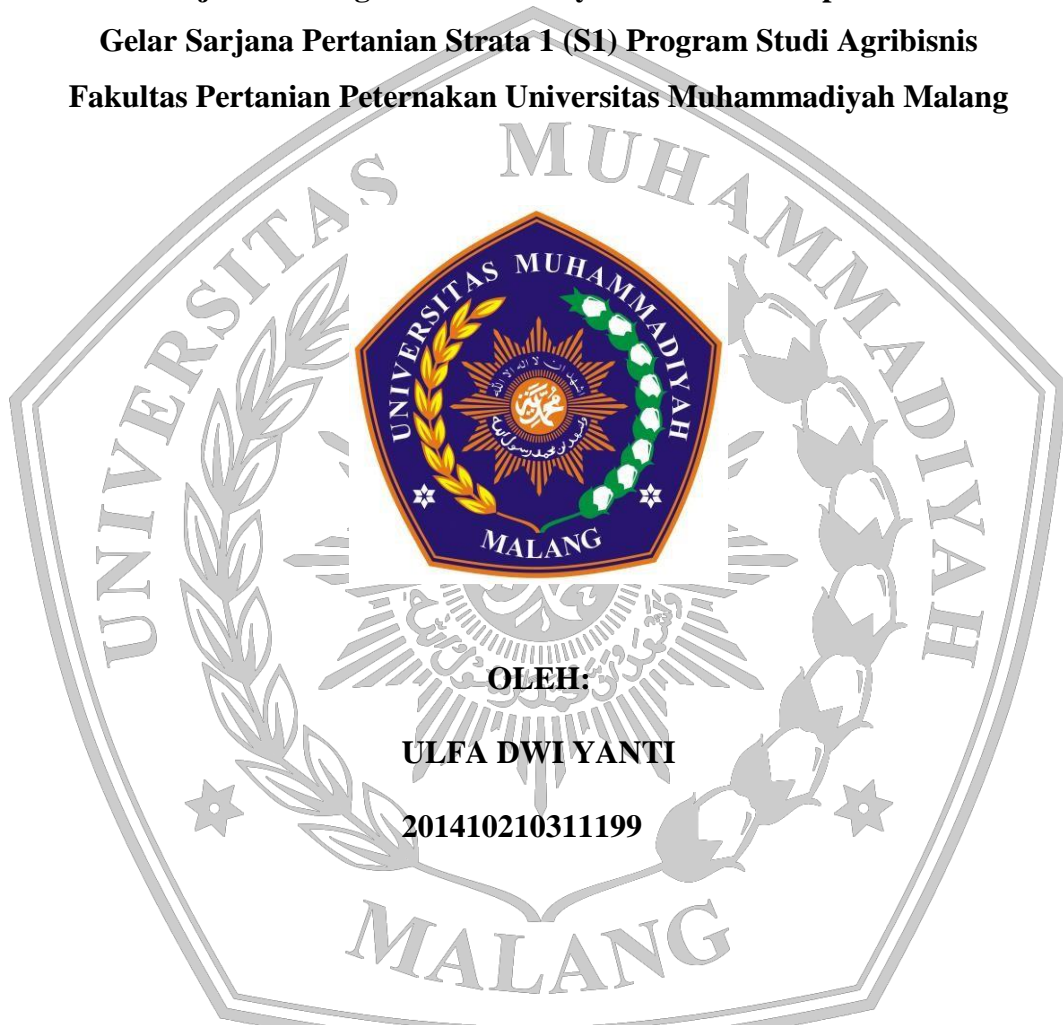 Gelar Sarjana Pertanian Strata 1 (S1) Program Studi Agribisnis
Fakultas Pertanian Peternakan Universitas Muhammadiyah Malang
UNIVERSITAS MUHAMMADIYAH
MALANG
UNIVERSITAS MUHAMMADIYAH
محمد
MALANG
OLEH:
ULFA DWI YANTI
201410210311199